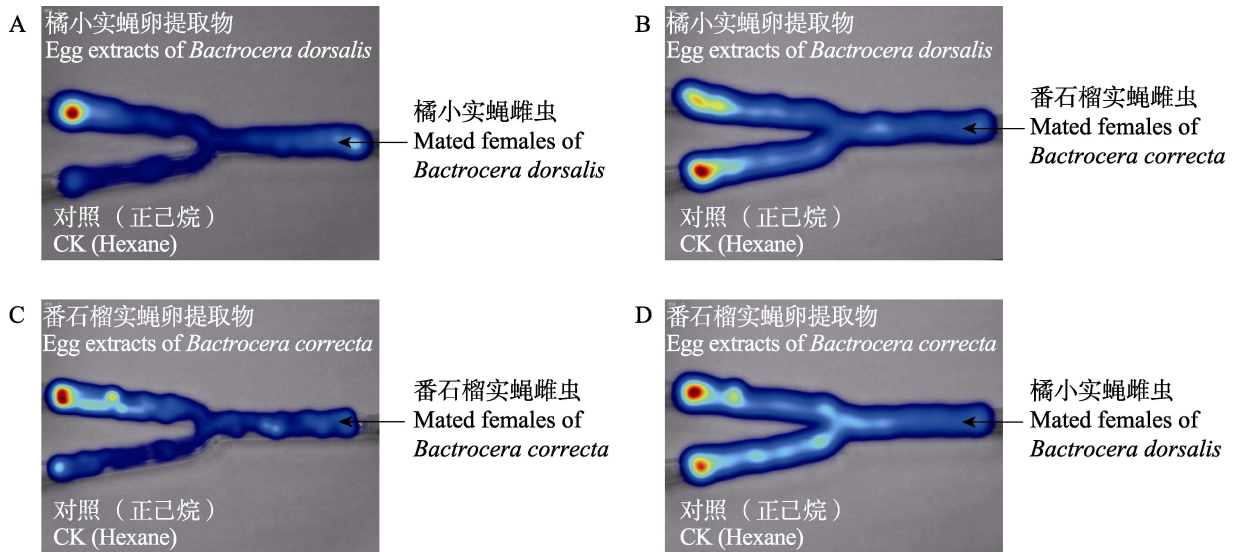 A
橘小实蝇卵提取物
Egg extracts of Bactrocera dorsalis
橘小实蝇雌虫
Mated females of
Bactrocera dorsalis
对照（正己烷）
CK (Hexane)
B
橘小实蝇卵提取物
Egg extracts of Bactrocera dorsalis
番石榴实蝇雌虫
Mated females of
Bactrocera correcta
对照（正己烷）
CK (Hexane)
C
番石榴实蝇卵提取物
Egg extracts of Bactrocera correcta
番石榴实蝇雌虫
Mated females of
Bactrocera correcta
对照（正己烷）
CK (Hexane)
D
番石榴实蝇卵提取物
Egg extracts of Bactrocera correcta
橘小实蝇雌虫
Mated females of
Bactrocera dorsalis
对照（正己烷）
CK (Hexane)